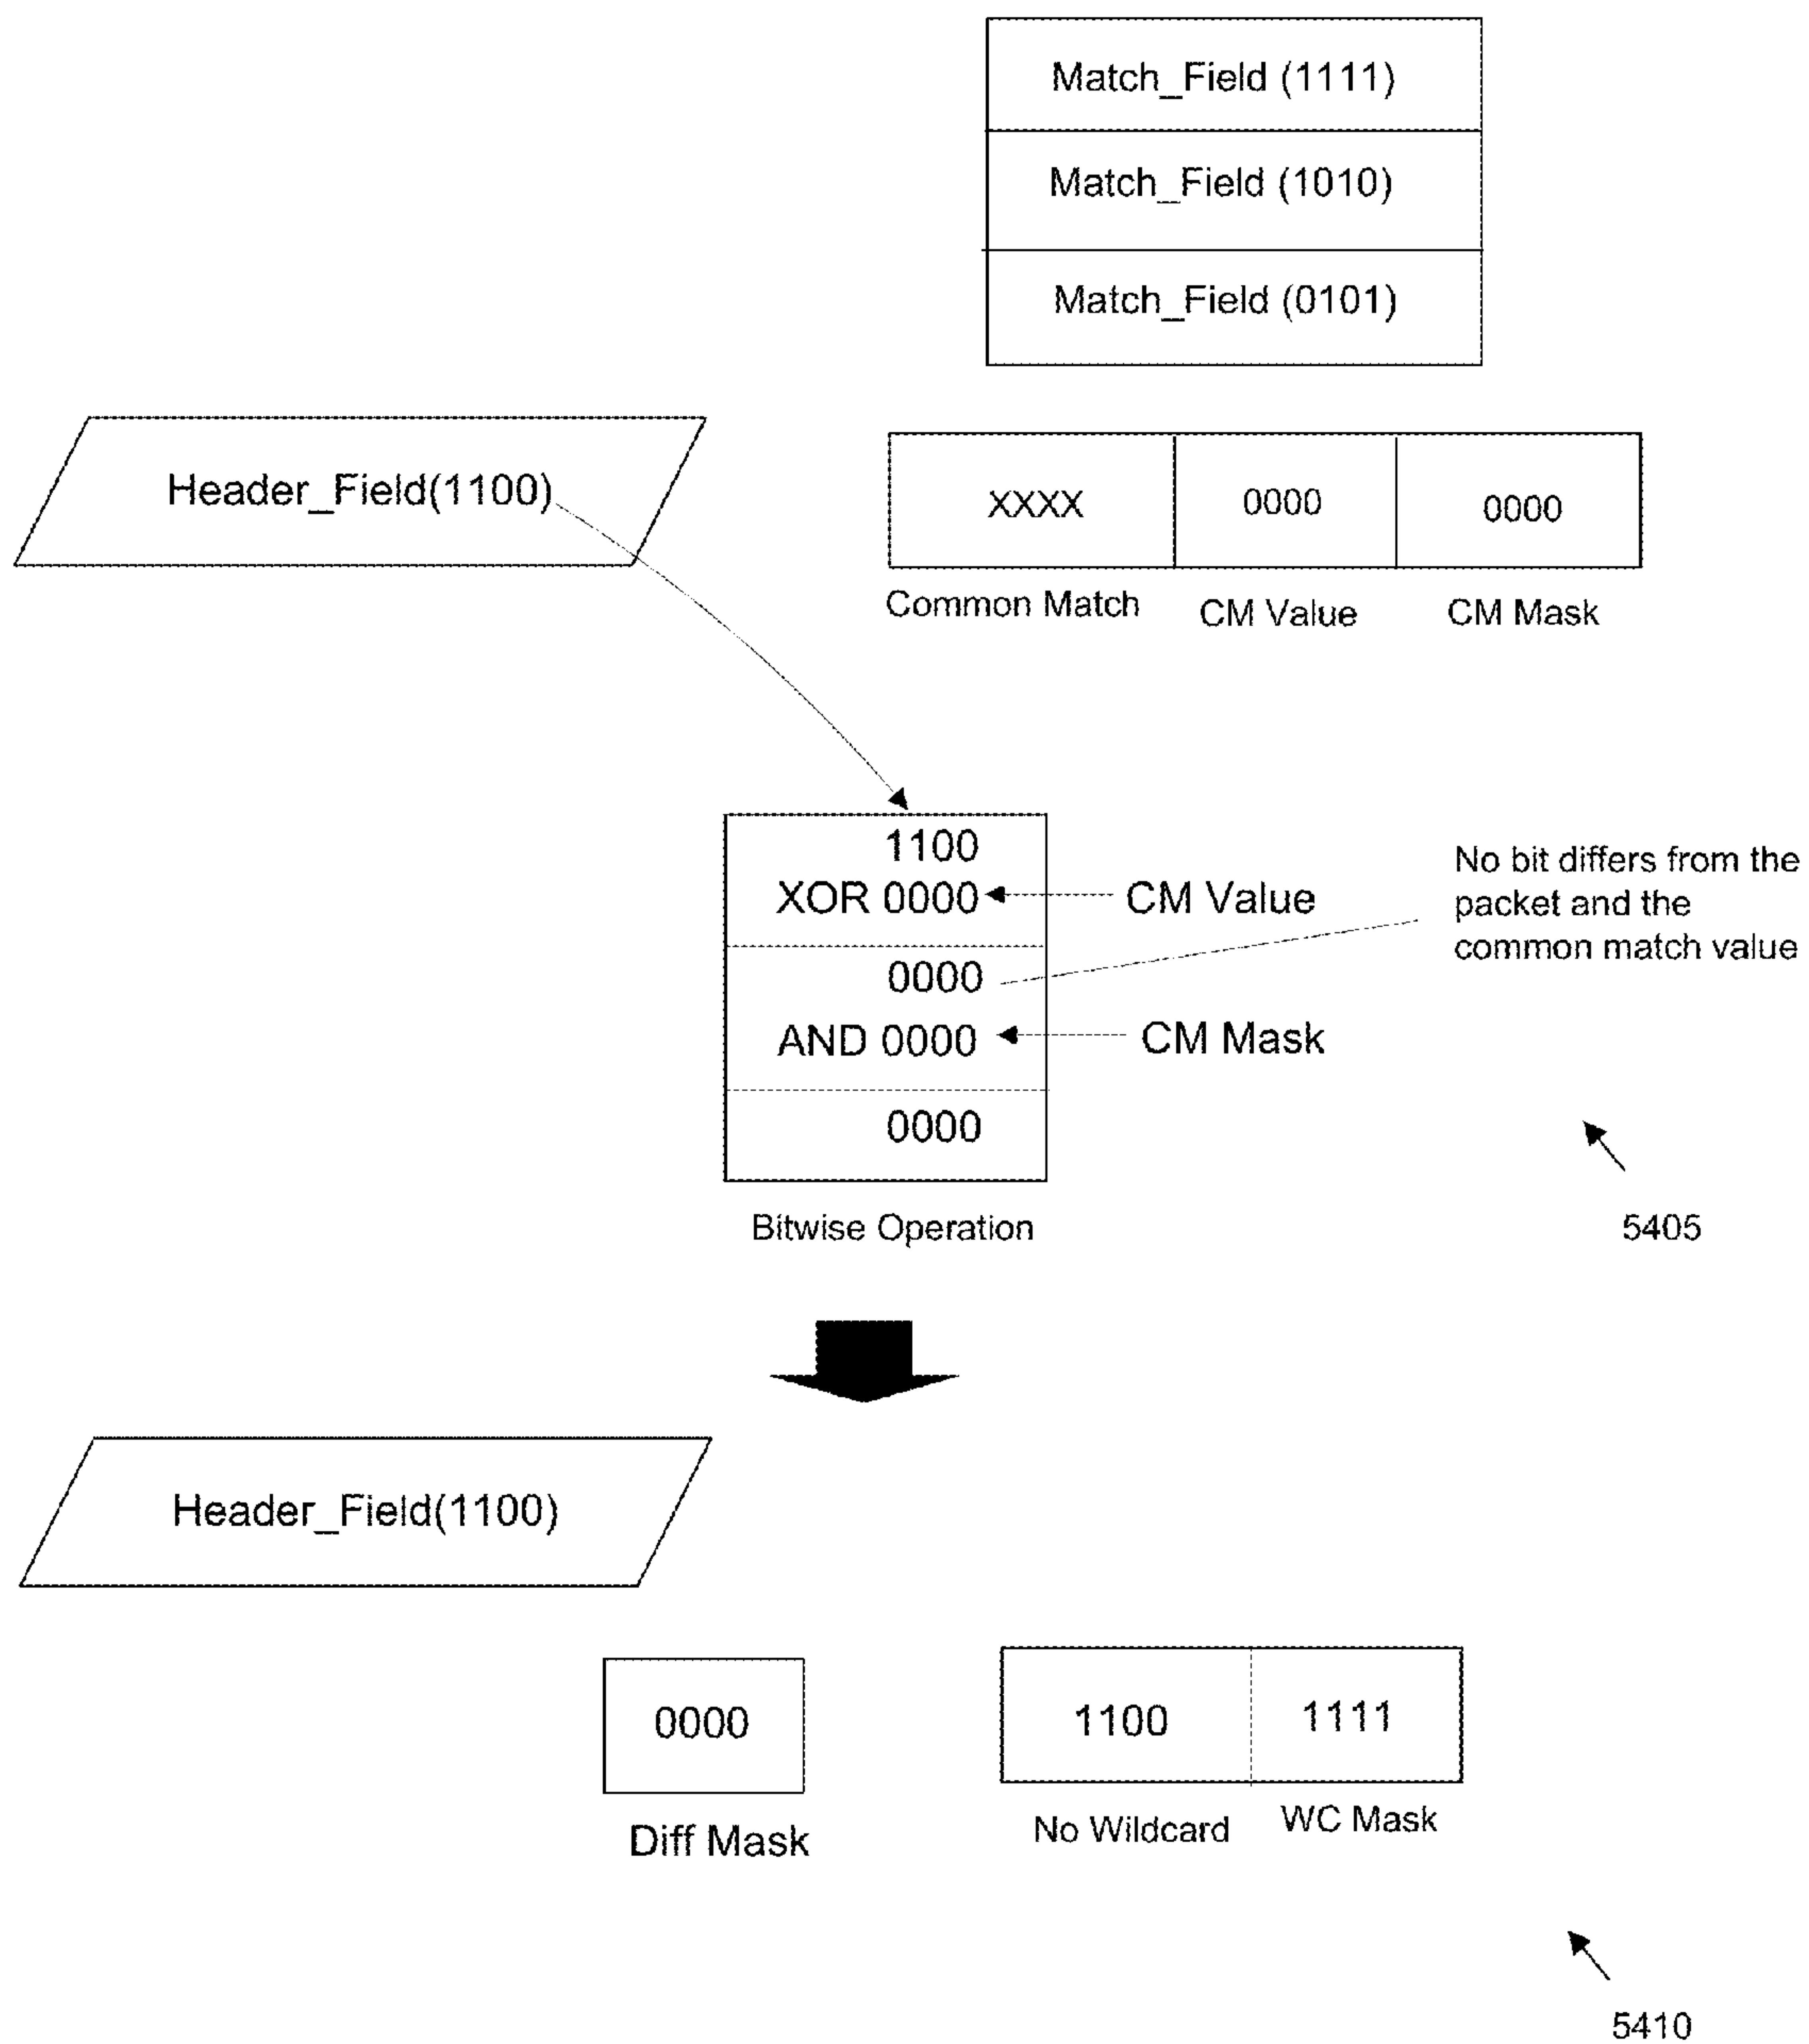 Match_Field (1111)
Match_Field (1010)
Match_Field (0101)
Header_Field(1100)
XXXX
0000
0000
Common Match
CM Value
CM Mask
1100
XOR 0000
CM Value
0000
AND 0000
CM Mask
0000
Bitwise Operation
No bit differs from the
packet and the
common match value
5405
Header_Field(1100)
0000
Diff Mask
1100
1111
No Wildcard
WC Mask
5410